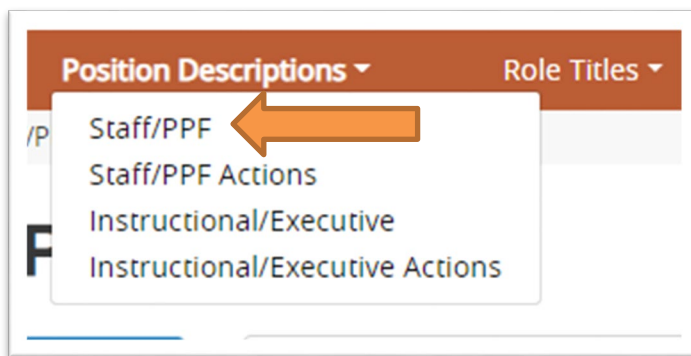 Position Descriptions Role Titles
Staff/PPF
/P
Staff/PPF Actions
Instructional/Executive
Instructional/Executive Actions